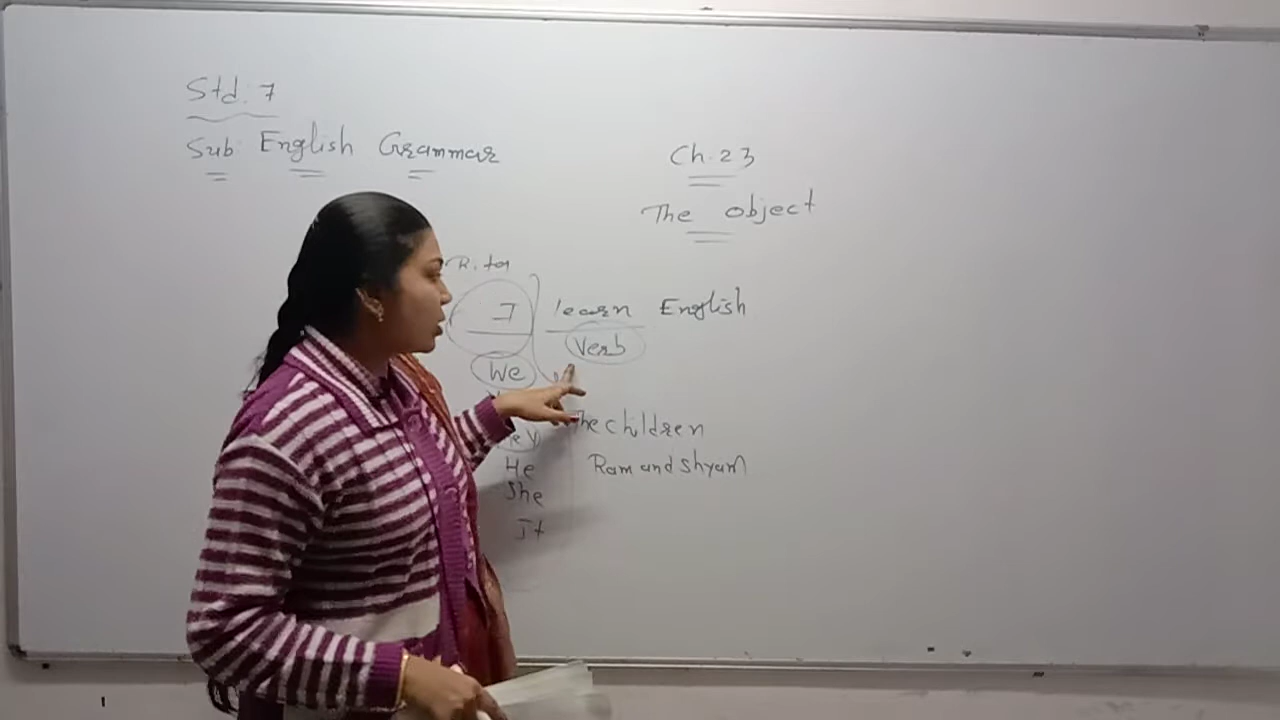 Std. 7
Sub: English Grammar
Ch. 23
The object
I learn English
Verb
We
The children
He
Ram and Shyam
She
It